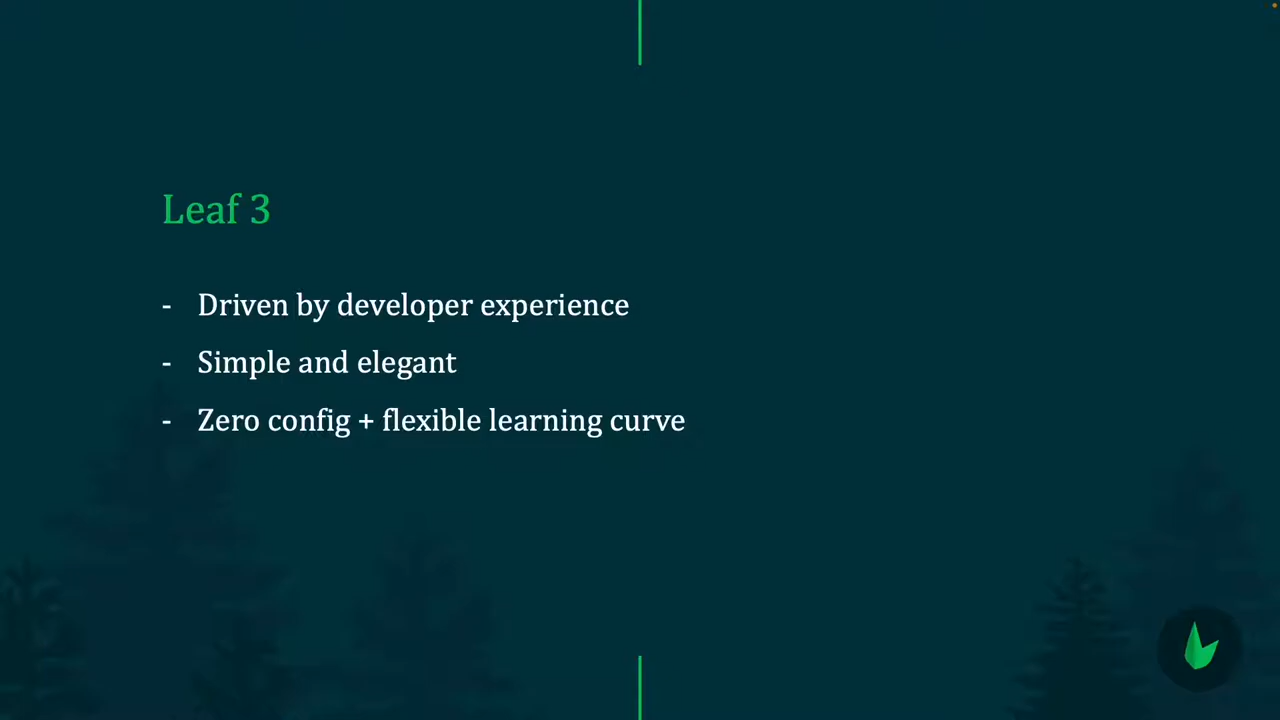 Leaf 3
- Driven by developer experience
- Simple and elegant
- Zero config + flexible learning curve